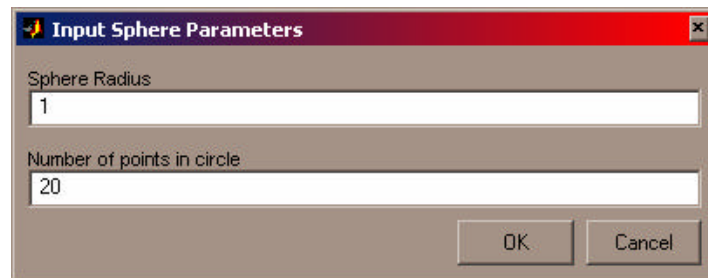 Input Sphere Parameters
Sphere Radius
1
Number of points in circle
20
OK Cancel